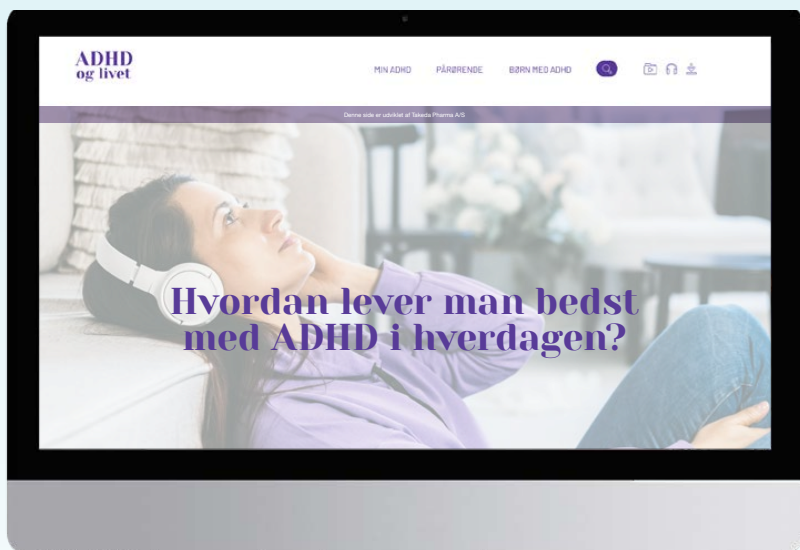 ADHD
og livet
MIN ADHD PÅRØRENDE BØRN MED ADHD
Denne side er udviklet af Takeda Pharma A/S
Hvordan lever man bedst
med ADHD i hverdagen?